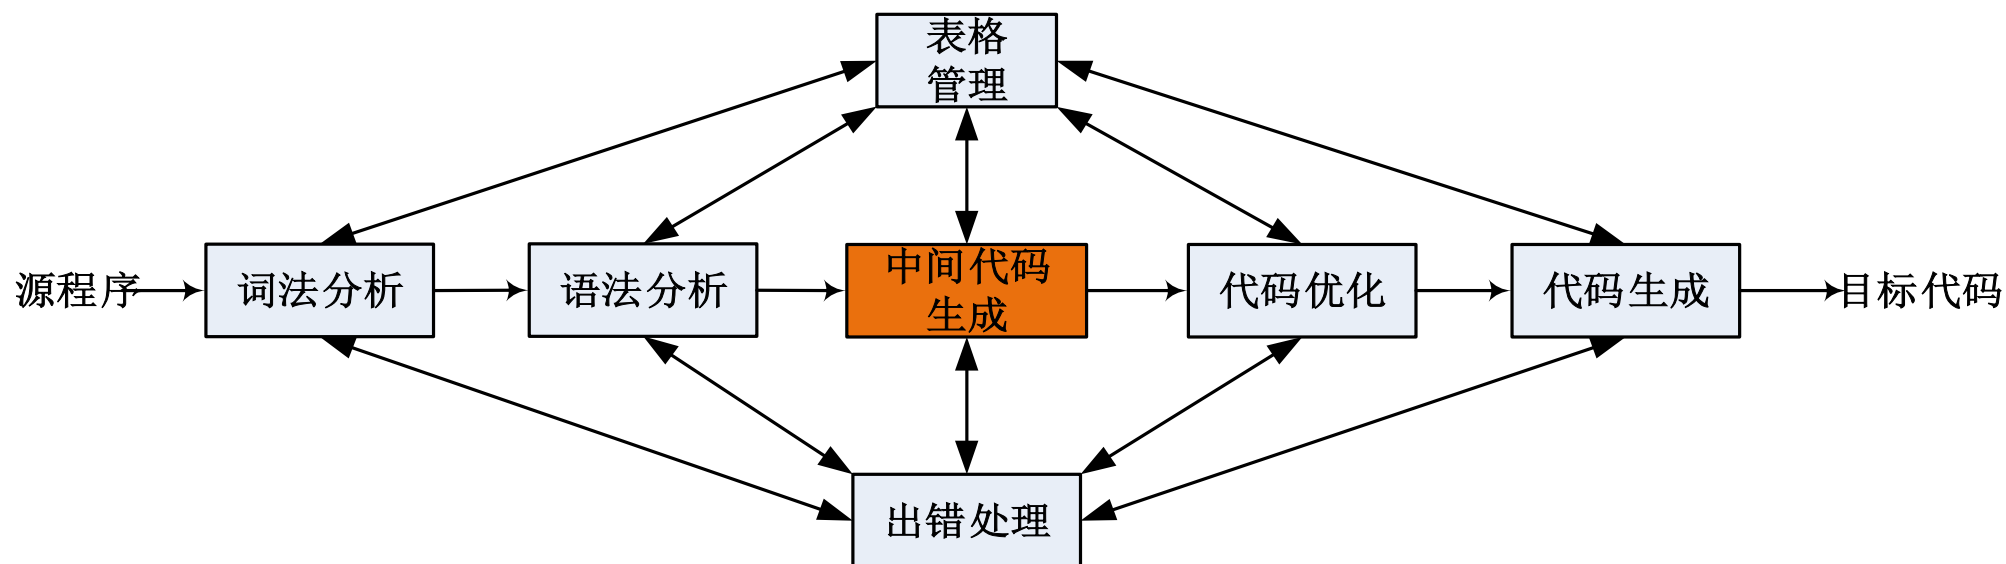 表格
管理
源程序
词法分析
语法分析
中间代码
生成
代码优化
代码生成
目标代码
出错处理